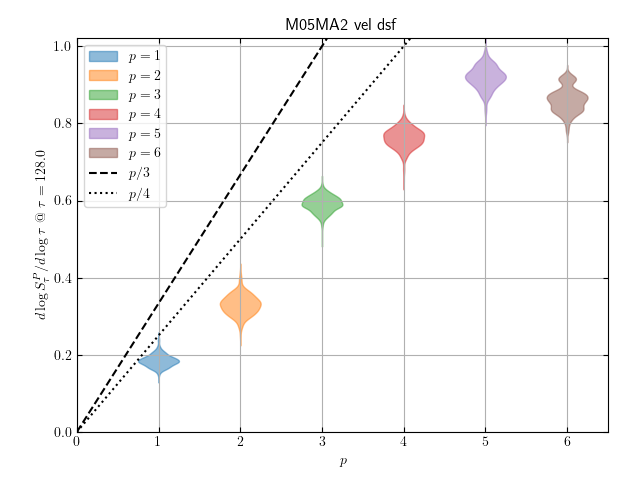 M05MA2 vel dsf
1.0
0.8
0.6
0.4
0.2
0.0
d log S_τ^P / d log τ @ τ = 128.0
p = 1
p = 2
p = 3
p = 4
p = 5
p = 6
p/3
p/4
0 1 2 3 4 5 6
p